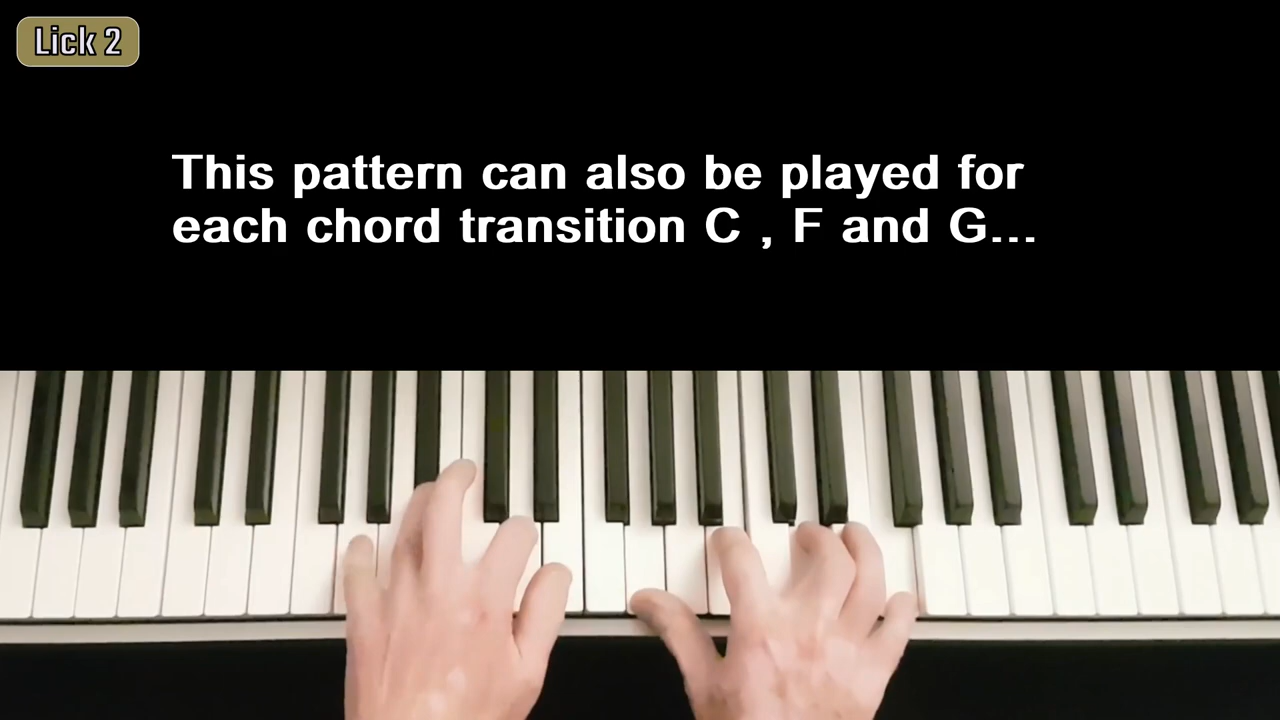 Lick 2
This pattern can also be played for
each chord transition C , F and G...